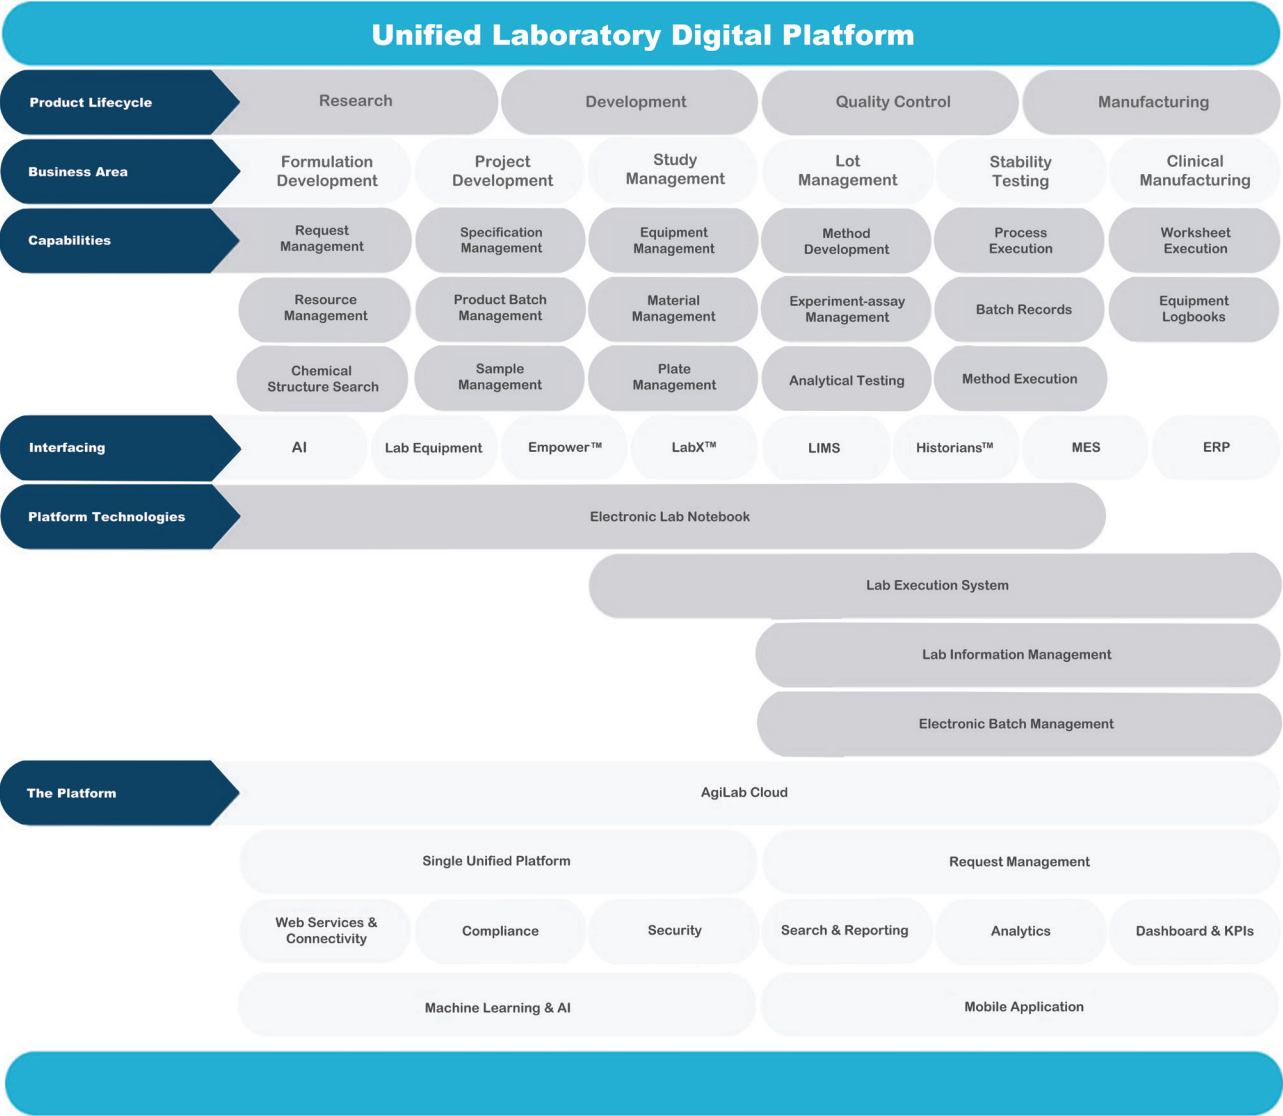 Unified Laboratory Digital Platform
Product Lifecycle
Research
Development
Quality Control
Manufacturing
Business Area
Formulation
Development
Project
Development
Study
Management
Lot
Management
Stability
Testing
Clinical
Manufacturing
Capabilities
Request
Management
Specification
Management
Equipment
Management
Method
Development
Process
Execution
Worksheet
Execution
Resource
Management
Product Batch
Management
Material
Management
Experiment-assay
Management
Batch Records
Equipment
Logbooks
Chemical
Structure Search
Sample
Management
Plate
Management
Analytical Testing
Method Execution
Interfacing
AI
Lab Equipment
Empower™
LabX™
LIMS
Historians™
MES
ERP
Platform Technologies
Electronic Lab Notebook
Lab Execution System
Lab Information Management
Electronic Batch Management
The Platform
AgiLab Cloud
Single Unified Platform
Request Management
Web Services &
Connectivity
Compliance
Security
Search & Reporting
Analytics
Dashboard & KPIs
Machine Learning & AI
Mobile Application